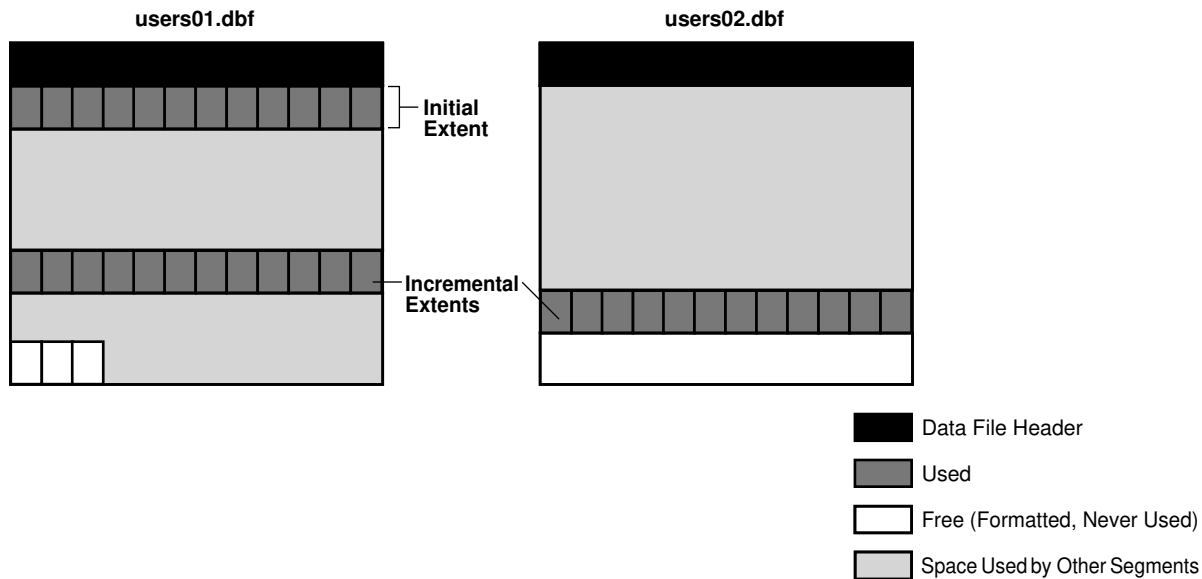 users01.dbf
users02.dbf
Initial
Extent
Incremental
Extents
Data File Header
Used
Free (Formatted, Never Used)
Space Used by Other Segments